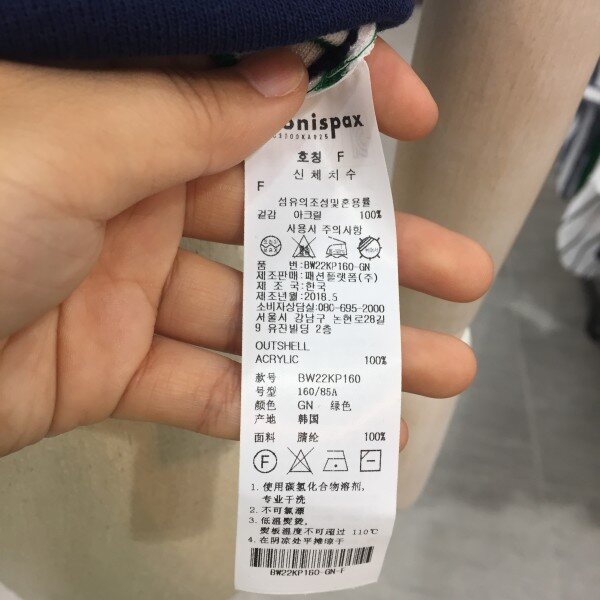 onispax
호칭 F
신체치수
F
섬유의조성및혼용률
겉감 아크릴 100%
사용시 주의사항
품 번:BW22KP160-GN
제조판매:패션플랫폼(주)
제 조 국:한국
제조년월:2018.5
소비자상담실:080-695-2000
서울시 강남구 논현로28길
9 유진빌딩 2층
OUTSHELL
ACRYLIC 100%
款号 BW22KP160
号型 160/85A
颜色 GN 绿色
产地 韩国
面料 腈纶 100%
1. 使用碳氢化合物溶剂,
专业干洗
2. 不可氯漂
3. 低温熨烫,
熨板温度不可超过 110℃
4. 在阴凉处平摊晾干
BW22KP160-GN-F